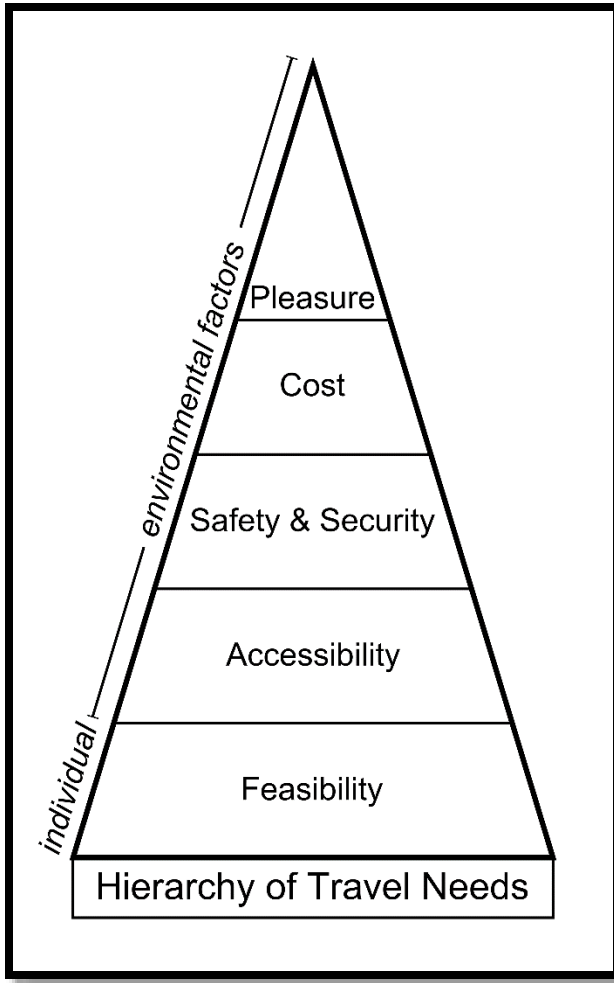 Pleasure
Cost
Safety & Security
Accessibility
Feasibility
environmental factors
individual
Hierarchy of Travel Needs